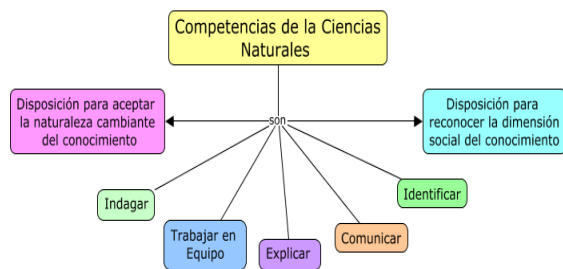 Competencias de la Ciencias
Naturales
Disposición para aceptar
la naturaleza cambiante
del conocimiento
son
Disposición para
reconocer la dimensión
social del conocimiento
Indagar
Trabajar en
Equipo
Explicar
Comunicar
Identificar